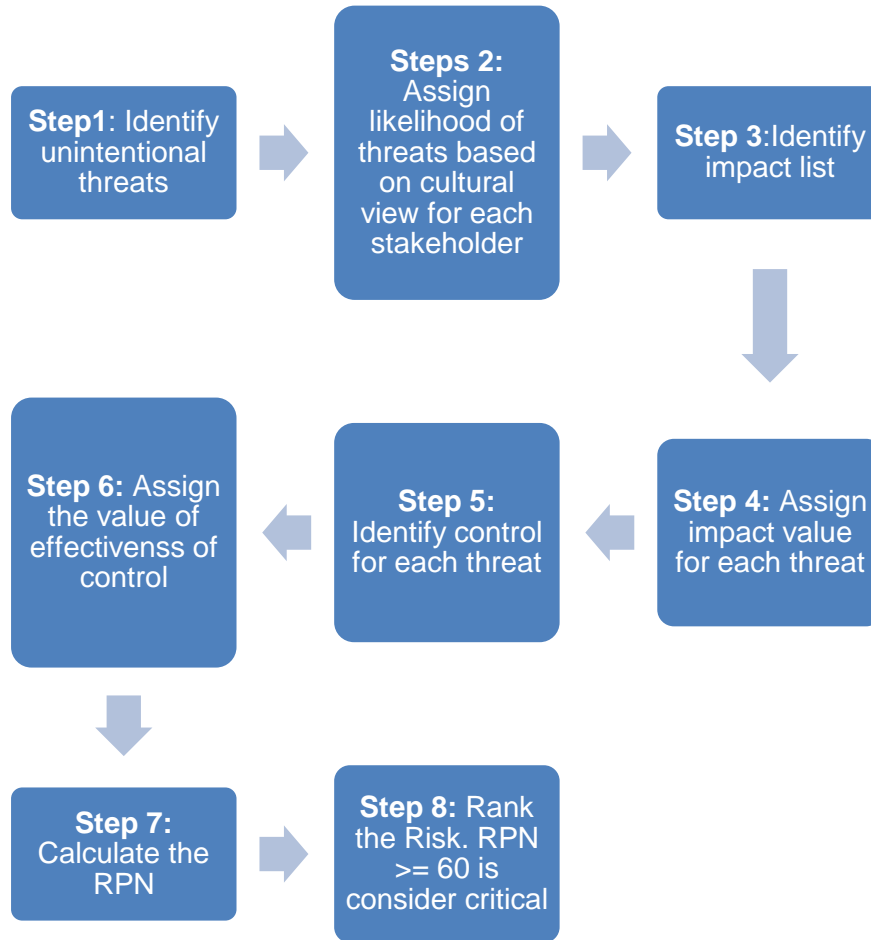 Step1: Identify
unintentional
threats
Steps 2:
Assign
likelihood of
threats based
on cultural
view for each
stakeholder
Step 3:Identify
impact list
Step 4: Assign
impact value
for each threat
Step 5:
Identify control
for each threat
Step 6: Assign
the value of
effectivenss of
control
Step 7:
Calculate the
RPN
Step 8: Rank
the Risk. RPN
>= 60 is
consider critical